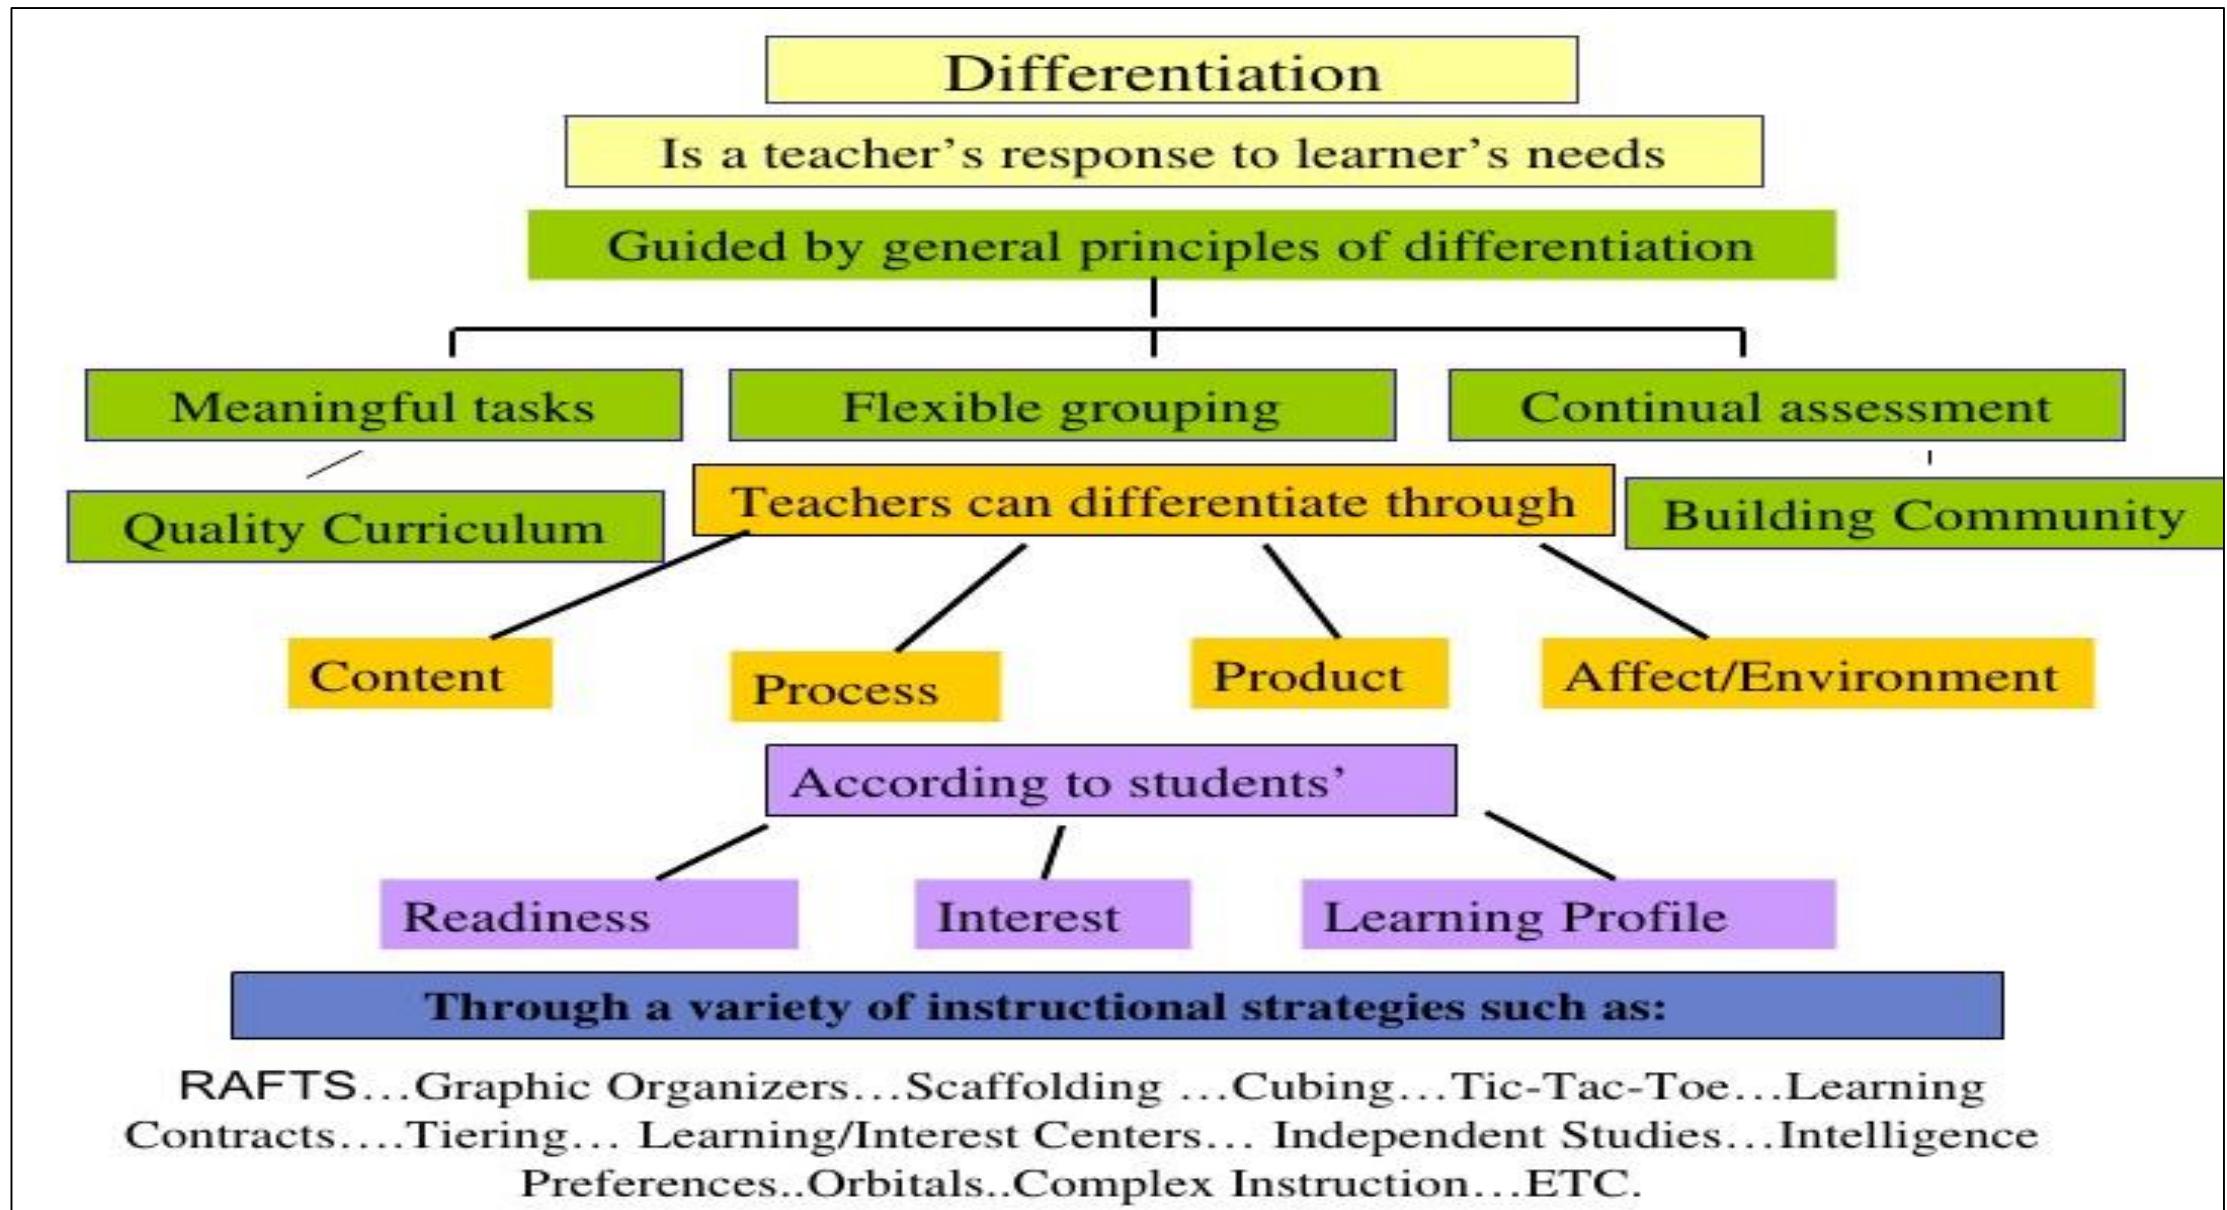 Differentiation
Is a teacher’s response to learner’s needs
Guided by general principles of differentiation
Meaningful tasks
Flexible grouping
Continual assessment
Quality Curriculum
Teachers can differentiate through
Building Community
Content
Process
Product
Affect/Environment
According to students’
Readiness
Interest
Learning Profile
Through a variety of instructional strategies such as:
RAFTS…Graphic Organizers…Scaffolding …Cubing…Tic-Tac-Toe…Learning
Contracts….Tiering… Learning/Interest Centers… Independent Studies…Intelligence
Preferences..Orbitals..Complex Instruction…ETC.